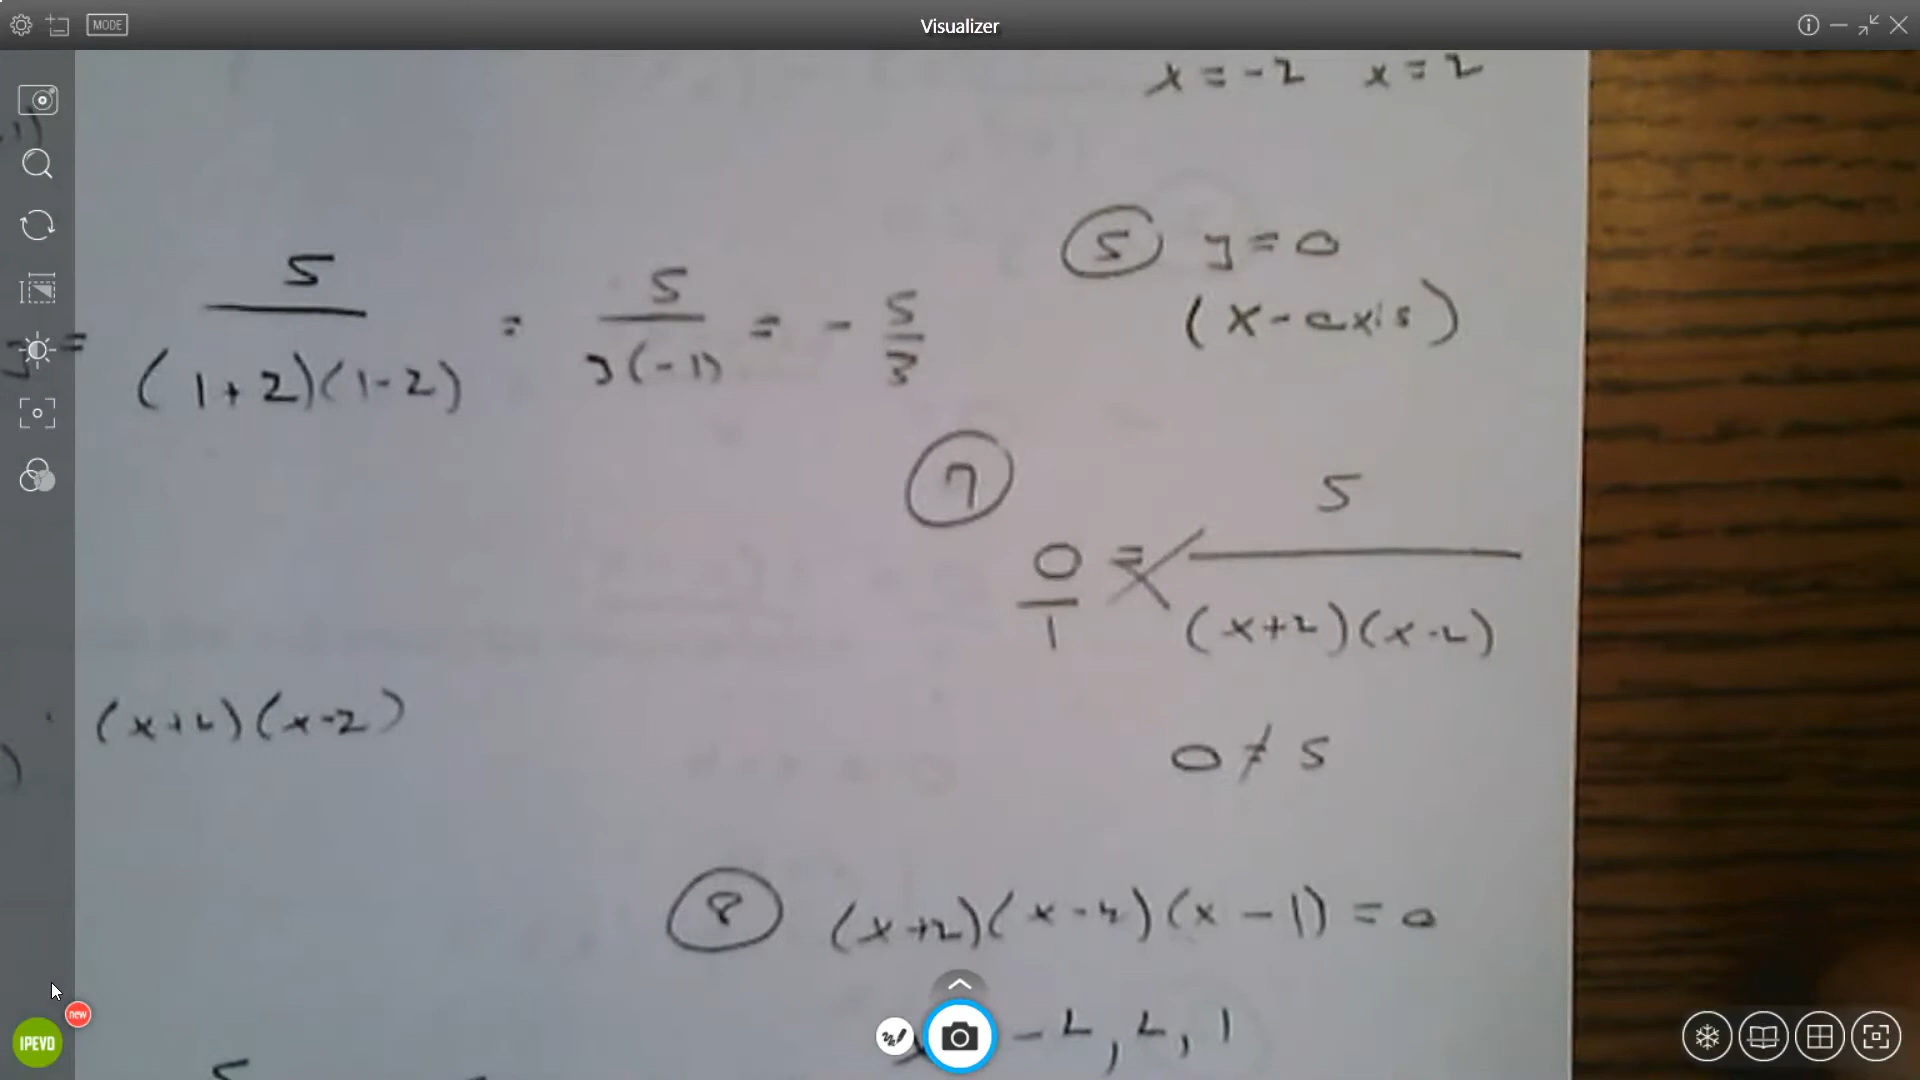 MODE
Visualizer
x = -2 x = 2
5 y = 0
(x-axis)
y = 5 / (1+2)(1-2) = 5 / 3(-1) = - 5/3
7
0/1 = 5 / (x+2)(x-2)
(x+2)(x-2)
0 ≠ 5
8 (x+2)(x-2)(x-1) = 0
-2, 2, 1
5
new
IPEVO